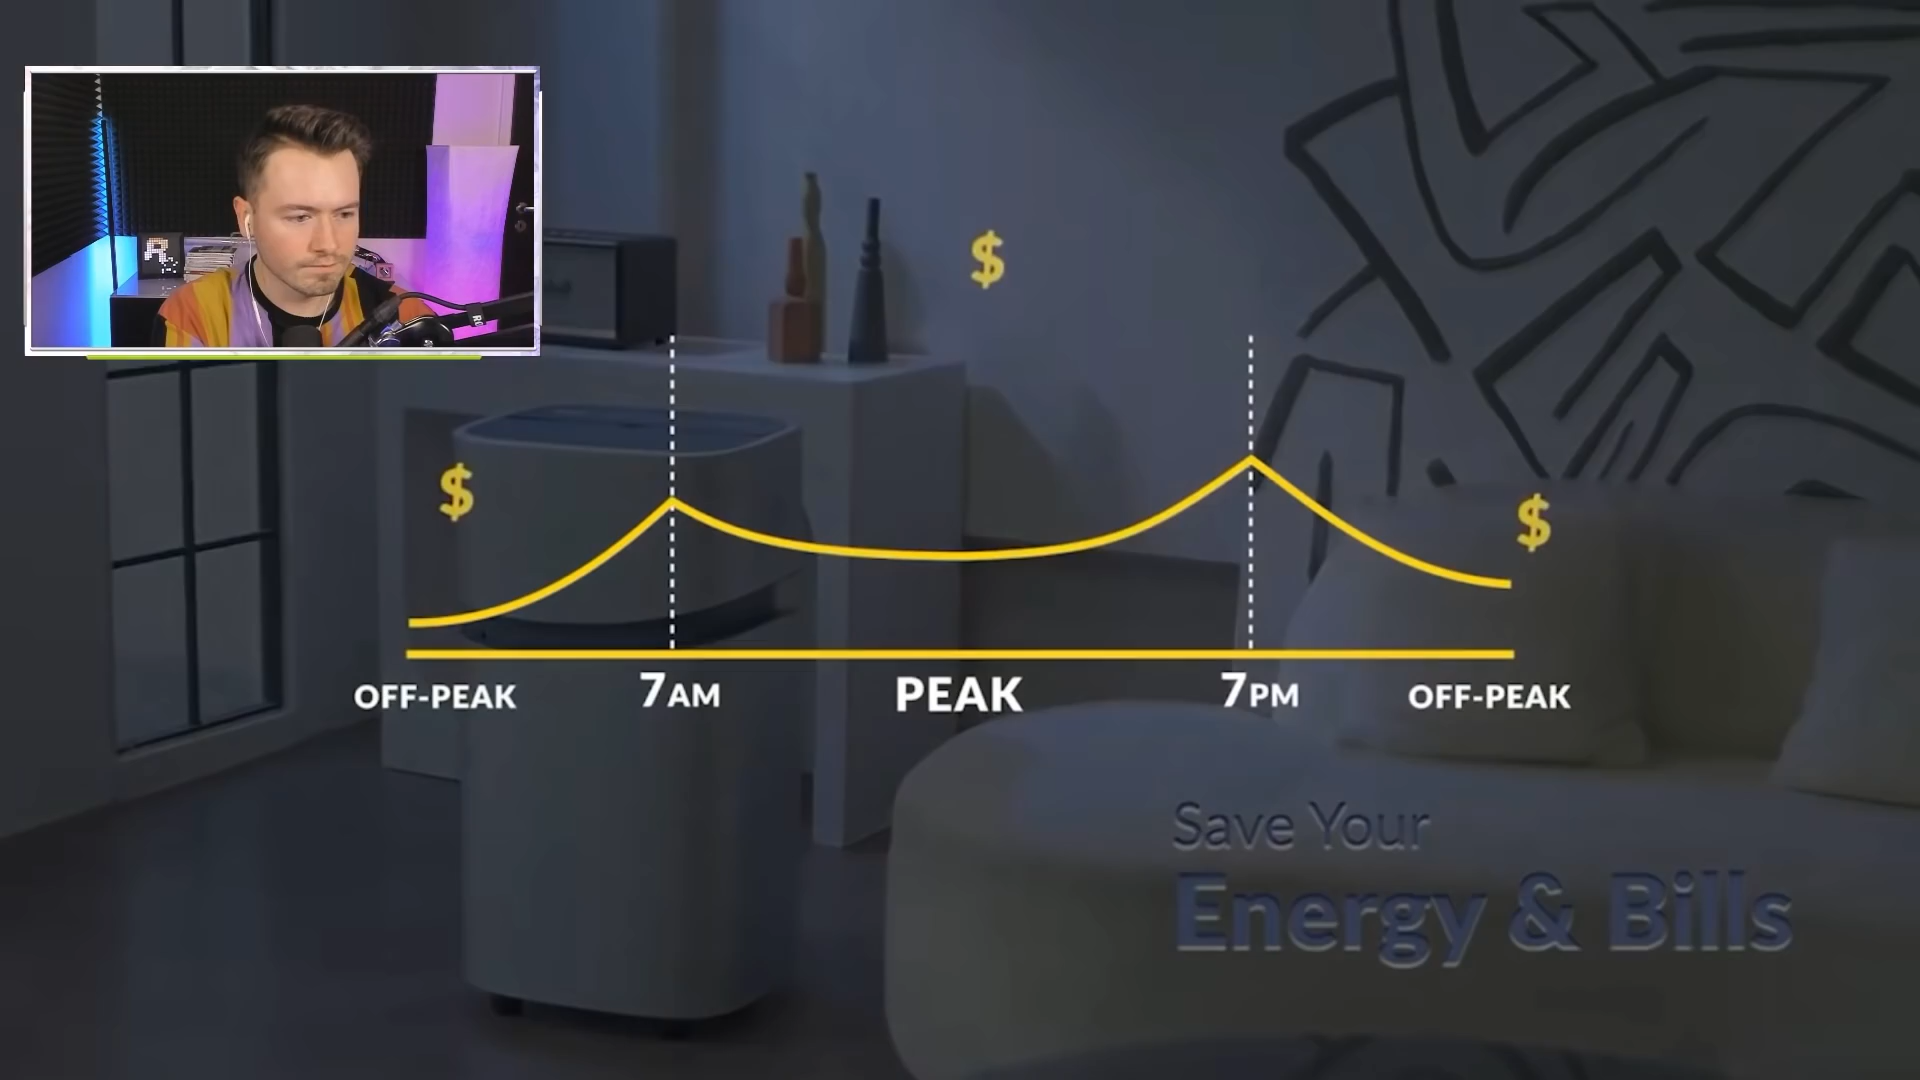 $
$
$
OFF-PEAK 7AM PEAK 7PM OFF-PEAK
Save Your
Energy & Bills